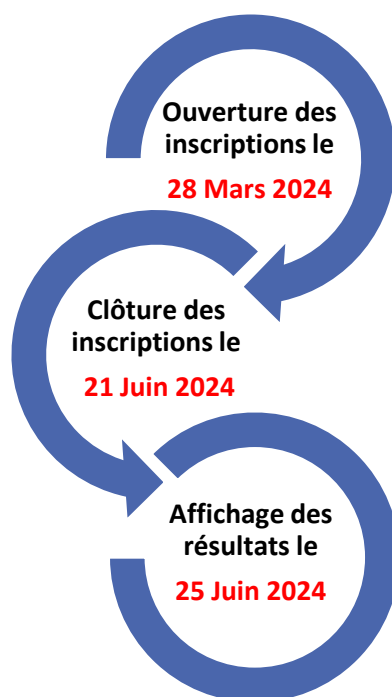 Ouverture des
inscriptions le
28 Mars 2024
Clôture des
inscriptions le
21 Juin 2024
Affichage des
résultats le
25 Juin 2024